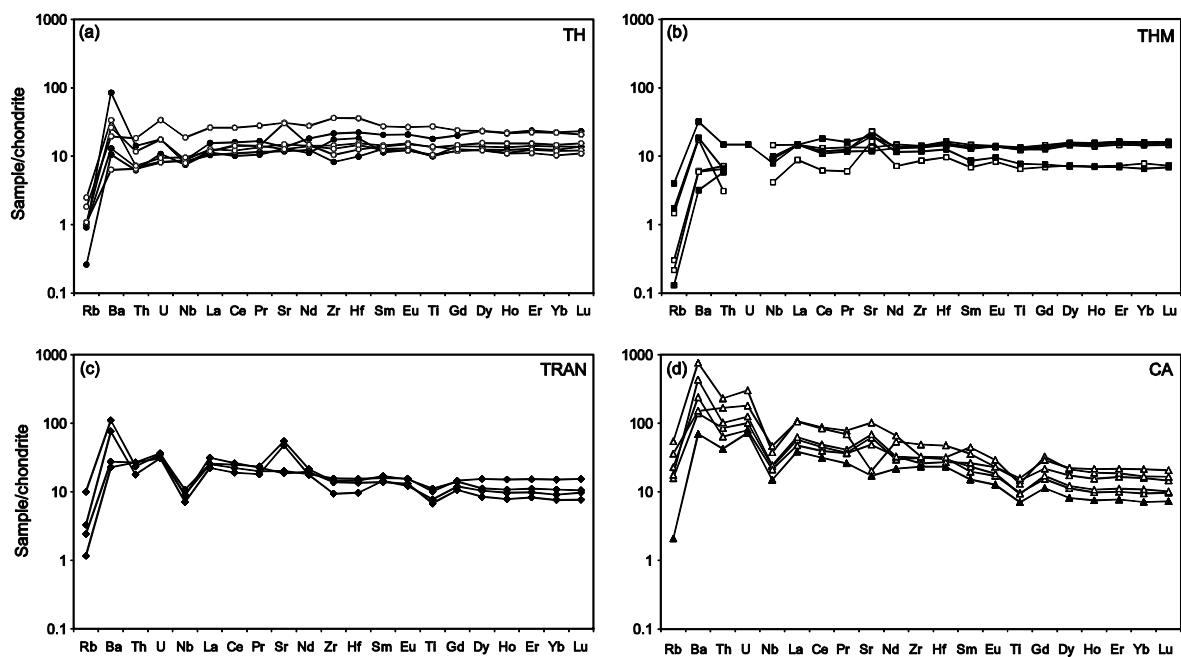 (a) TH
1000
100
10
1
0.1
Sample/chondrite
Rb Ba Th U Nb La Ce Pr Sr Nd Zr Hf Sm Eu Ti Gd Dy Ho Er Yb Lu
(b) THM
1000
100
10
1
0.1
Rb Ba Th U Nb La Ce Pr Sr Nd Zr Hf Sm Eu Ti Gd Dy Ho Er Yb Lu
(c) TRAN
1000
100
10
1
0.1
Sample/chondrite
Rb Ba Th U Nb La Ce Pr Sr Nd Zr Hf Sm Eu Ti Gd Dy Ho Er Yb Lu
(d) CA
1000
100
10
1
0.1
Rb Ba Th U Nb La Ce Pr Sr Nd Zr Hf Sm Eu Ti Gd Dy Ho Er Yb Lu